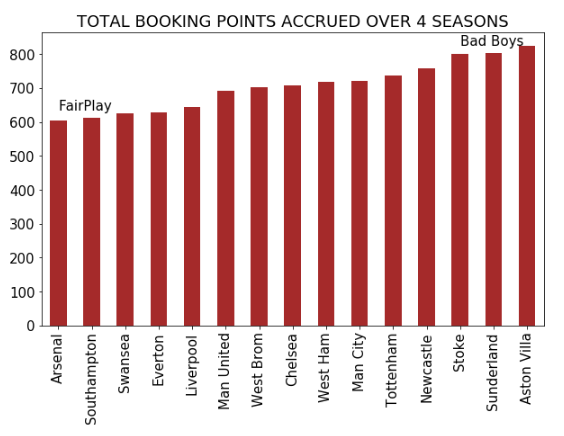 TOTAL BOOKING POINTS ACCRUED OVER 4 SEASONS
Bad Boys
FairPlay
800
700
600
500
400
300
200
100
0
Arsenal
Southampton
Swansea
Everton
Liverpool
Man United
West Brom
Chelsea
West Ham
Man City
Tottenham
Newcastle
Stoke
Sunderland
Aston Villa